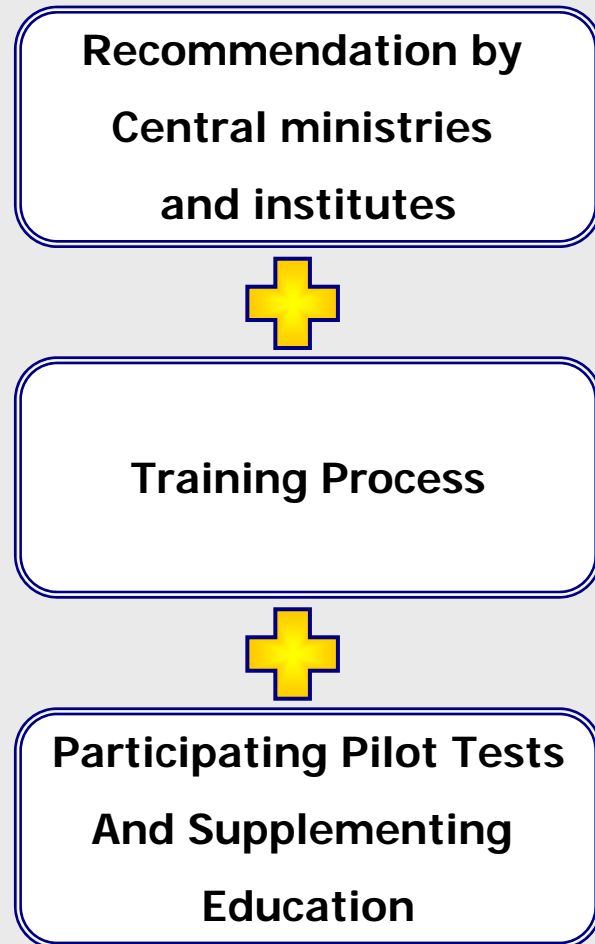 Recommendation by
Central ministries
and institutes
Training Process
Participating Pilot Tests
And Supplementing
Education